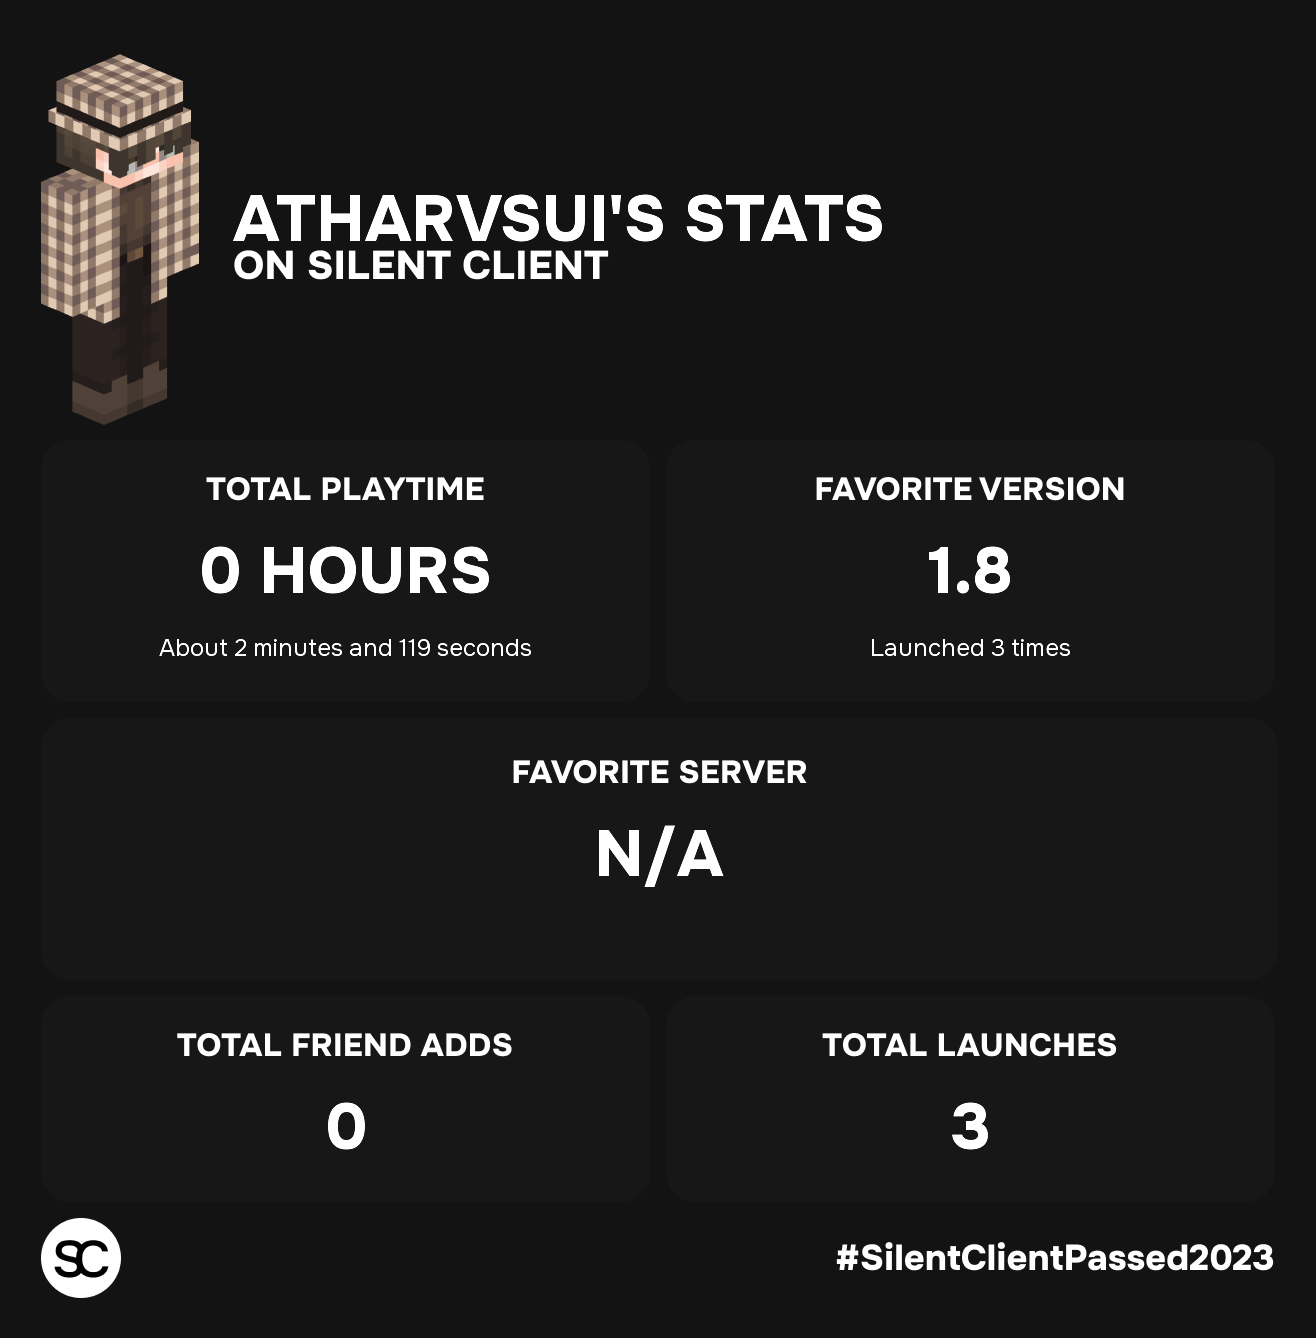 ATHARVSUI'S STATS
ON SILENT CLIENT
TOTAL PLAYTIME
0 HOURS
About 2 minutes and 119 seconds
FAVORITE VERSION
1.8
Launched 3 times
FAVORITE SERVER
N/A
TOTAL FRIEND ADDS
0
TOTAL LAUNCHES
3
SC
#SilentClientPassed2023